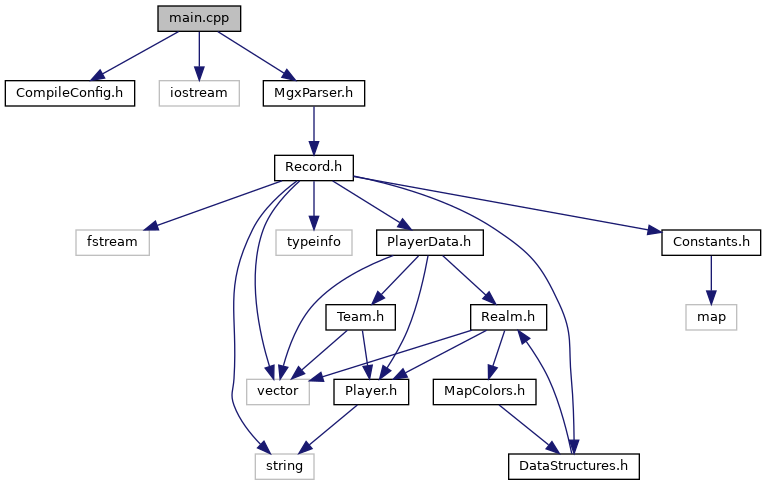 main.cpp
CompileConfig.h
iostream
MgxParser.h
Record.h
fstream
typeinfo
PlayerData.h
Constants.h
Team.h
Realm.h
map
vector
Player.h
MapColors.h
string
DataStructures.h